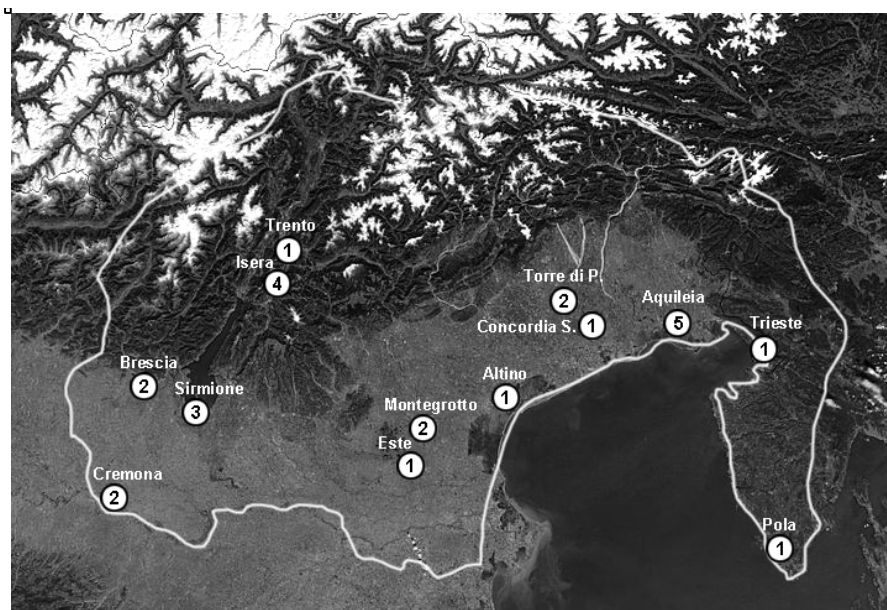 Trento
1
Isera
4
Torre di P.
2
Aquileia
5
Concordia S.
1
Trieste
1
Brescia
2
Sirmione
3
Altino
1
Montegrotto
2
Este
1
Cremona
2
Pola
1